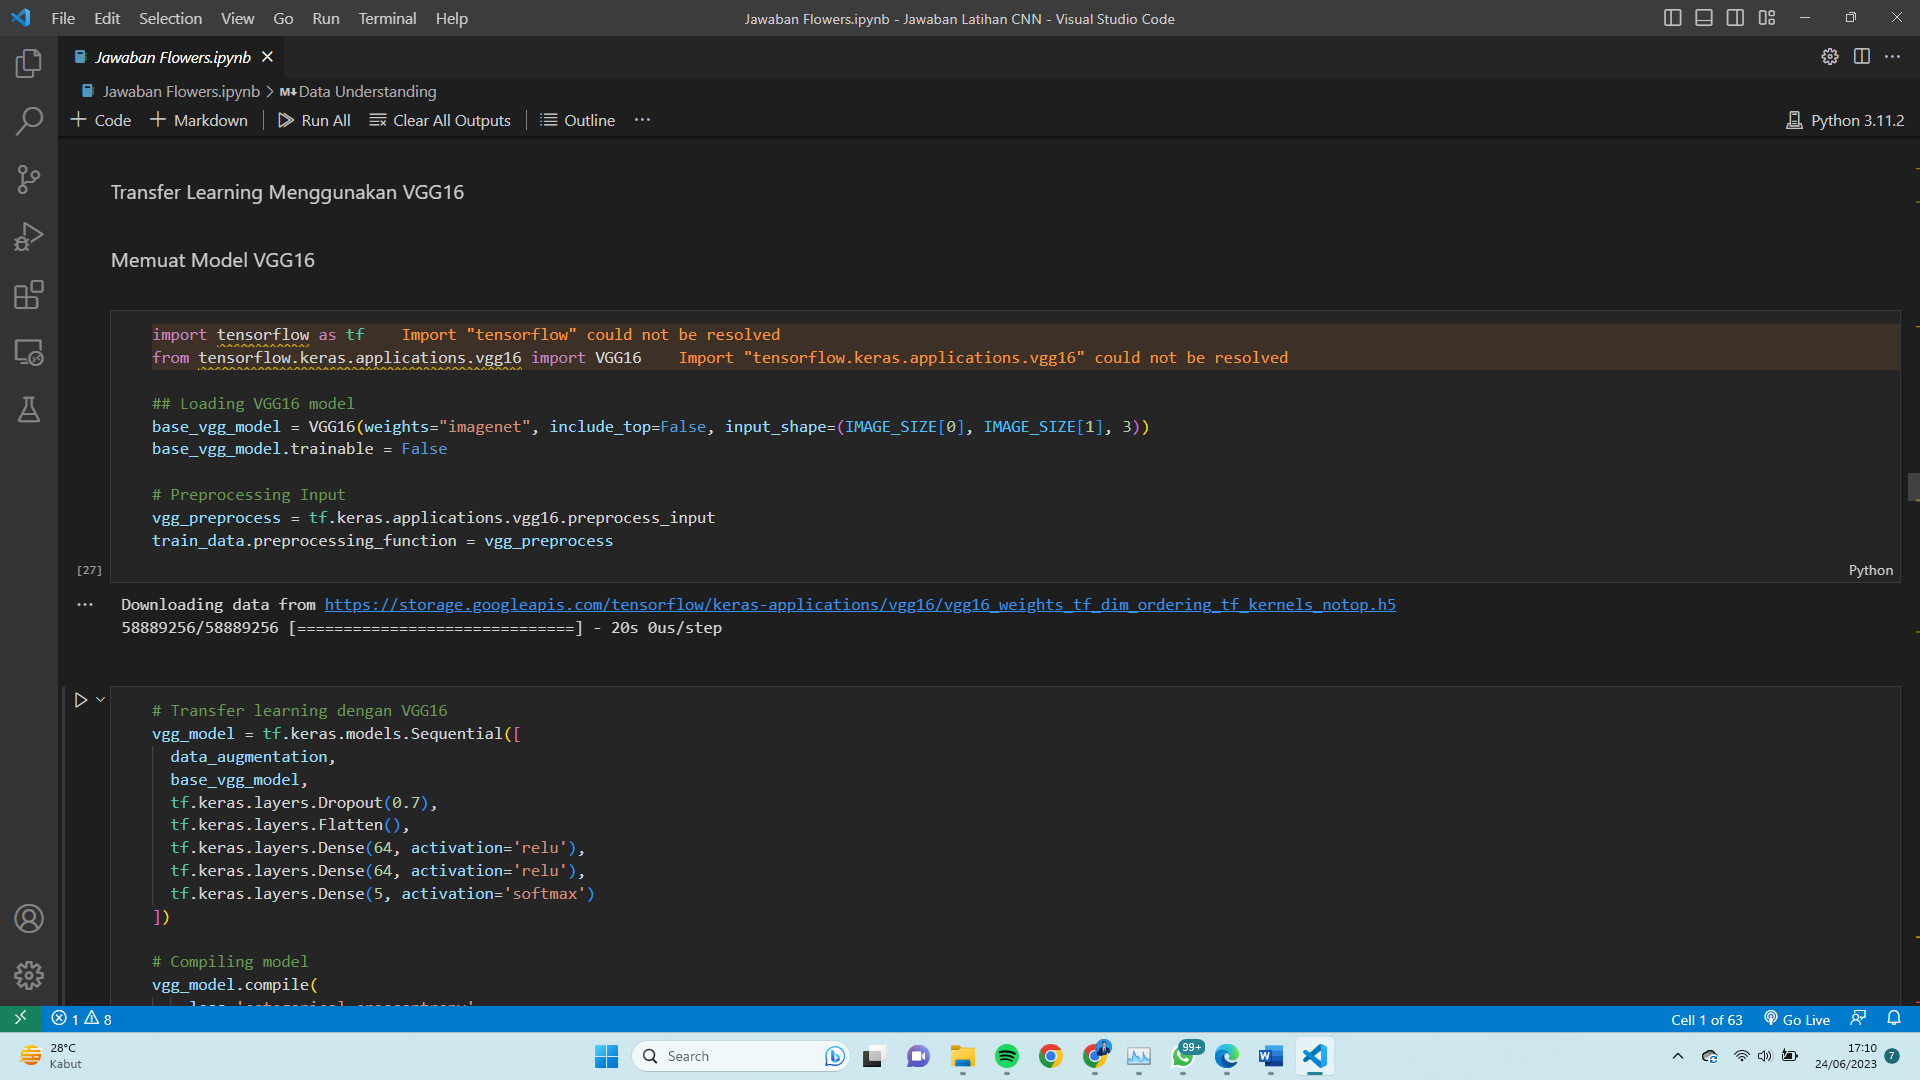 File Edit Selection View Go Run Terminal Help
Jawaban Flowers.ipynb - Jawaban Latihan CNN - Visual Studio Code
Jawaban Flowers.ipynb
Jawaban Flowers.ipynb > M↓Data Understanding
+ Code + Markdown Run All Clear All Outputs Outline ...
Python 3.11.2
Transfer Learning Menggunakan VGG16
Memuat Model VGG16
import tensorflow as tf    Import "tensorflow" could not be resolved
from tensorflow.keras.applications.vgg16 import VGG16    Import "tensorflow.keras.applications.vgg16" could not be resolved
## Loading VGG16 model
base_vgg_model = VGG16(weights="imagenet", include_top=False, input_shape=(IMAGE_SIZE[0], IMAGE_SIZE[1], 3))
base_vgg_model.trainable = False
# Preprocessing Input
vgg_preprocess = tf.keras.applications.vgg16.preprocess_input
train_data.preprocessing_function = vgg_preprocess
[27]
Python
... Downloading data from https://storage.googleapis.com/tensorflow/keras-applications/vgg16/vgg16_weights_tf_dim_ordering_tf_kernels_notop.h5
58889256/58889256 [==============================] - 20s 0us/step
# Transfer learning dengan VGG16
vgg_model = tf.keras.models.Sequential([
  data_augmentation,
  base_vgg_model,
  tf.keras.layers.Dropout(0.7),
  tf.keras.layers.Flatten(),
  tf.keras.layers.Dense(64, activation='relu'),
  tf.keras.layers.Dense(64, activation='relu'),
  tf.keras.layers.Dense(5, activation='softmax')
])
# Compiling model
vgg_model.compile(
1 8
Cell 1 of 63 Go Live
28°C
Kabut
Search
99+
17:10
24/06/2023
7